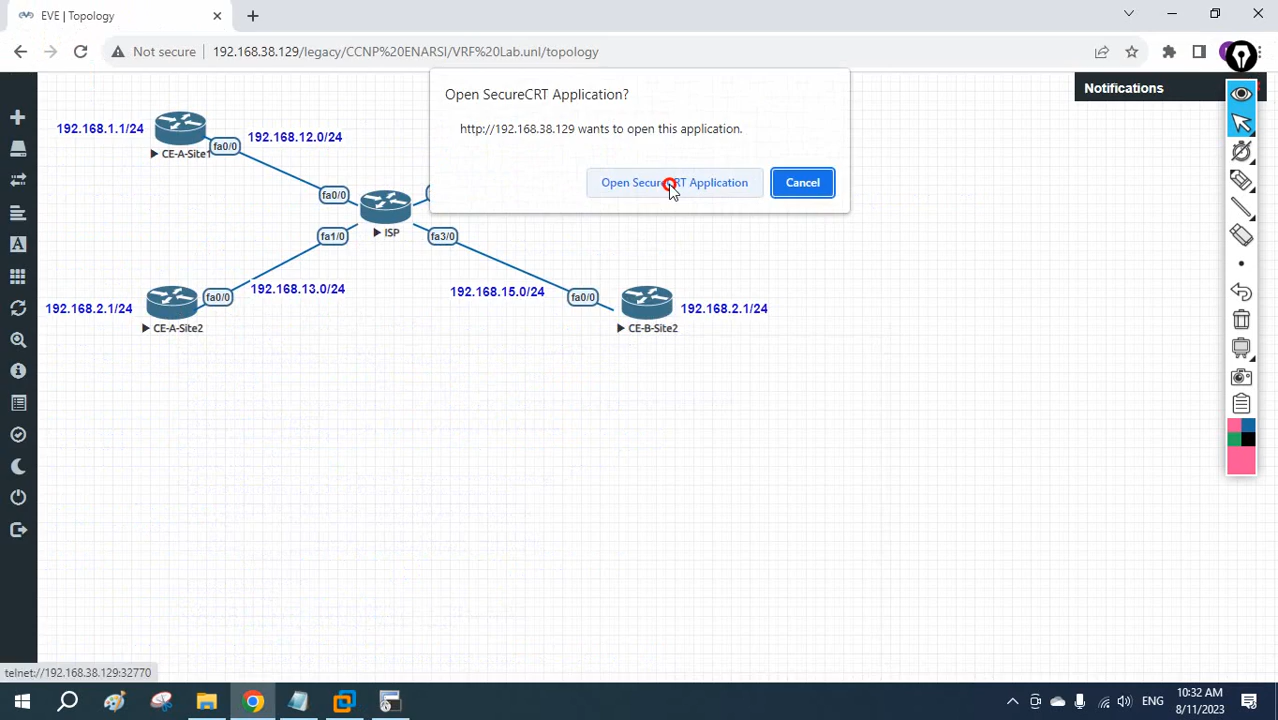 EVE | Topology
Not secure
192.168.38.129/legacy/CCNP%20ENARSI/VRF%20Lab.unl/topology
Open SecureCRT Application?
http://192.168.38.129 wants to open this application.
Open SecureCRT Application
Cancel
Notifications
192.168.1.1/24
192.168.12.0/24
fa0/0
CE-A-Site1
fa0/0
ISP
fa1/0
fa3/0
192.168.13.0/24
192.168.15.0/24
fa0/0
fa0/0
192.168.2.1/24
192.168.2.1/24
CE-A-Site2
CE-B-Site2
telnet://192.168.38.129:32770
ENG
10:32 AM
8/11/2023